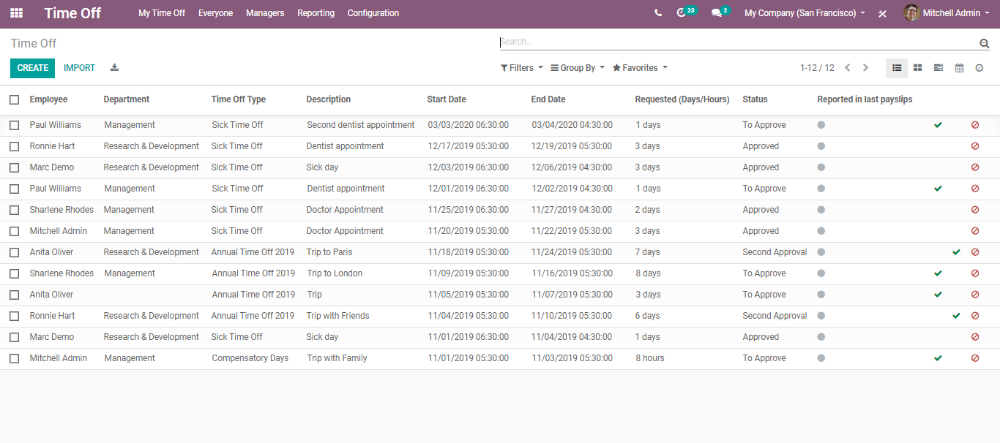 Time Off My Time Off Everyone Managers Reporting Configuration 23 2 My Company (San Francisco) Mitchell Admin
Time Off Search...
CREATE IMPORT Filters Group By Favorites 1-12 / 12
Employee Department Time Off Type Description Start Date End Date Requested (Days/Hours) Status Reported in last payslips
Paul Williams Management Sick Time Off Second dentist appointment 03/03/2020 06:30:00 03/04/2020 04:30:00 1 days To Approve
Ronnie Hart Research & Development Sick Time Off Dentist appointment 12/17/2019 05:30:00 12/19/2019 05:30:00 3 days Approved
Marc Demo Research & Development Sick Time Off Sick day 12/03/2019 06:30:00 12/06/2019 04:30:00 3 days Approved
Paul Williams Management Sick Time Off Dentist appointment 12/01/2019 06:30:00 12/02/2019 04:30:00 1 days To Approve
Sharlene Rhodes Management Sick Time Off Doctor Appointment 11/25/2019 06:30:00 11/27/2019 04:30:00 2 days Approved
Mitchell Admin Management Sick Time Off Doctor Appointment 11/20/2019 05:30:00 11/22/2019 05:30:00 3 days Approved
Anita Oliver Research & Development Annual Time Off 2019 Trip to Paris 11/18/2019 05:30:00 11/24/2019 05:30:00 7 days Second Approval
Sharlene Rhodes Management Annual Time Off 2019 Trip to London 11/09/2019 05:30:00 11/16/2019 05:30:00 8 days To Approve
Anita Oliver Annual Time Off 2019 Trip 11/05/2019 05:30:00 11/07/2019 05:30:00 3 days To Approve
Ronnie Hart Research & Development Annual Time Off 2019 Trip with Friends 11/04/2019 05:30:00 11/10/2019 05:30:00 6 days Second Approval
Marc Demo Research & Development Sick Time Off Sick day 11/01/2019 06:30:00 11/04/2019 04:30:00 1 days Approved
Mitchell Admin Management Compensatory Days Trip with Family 11/01/2019 05:30:00 11/03/2019 05:30:00 8 hours To Approve